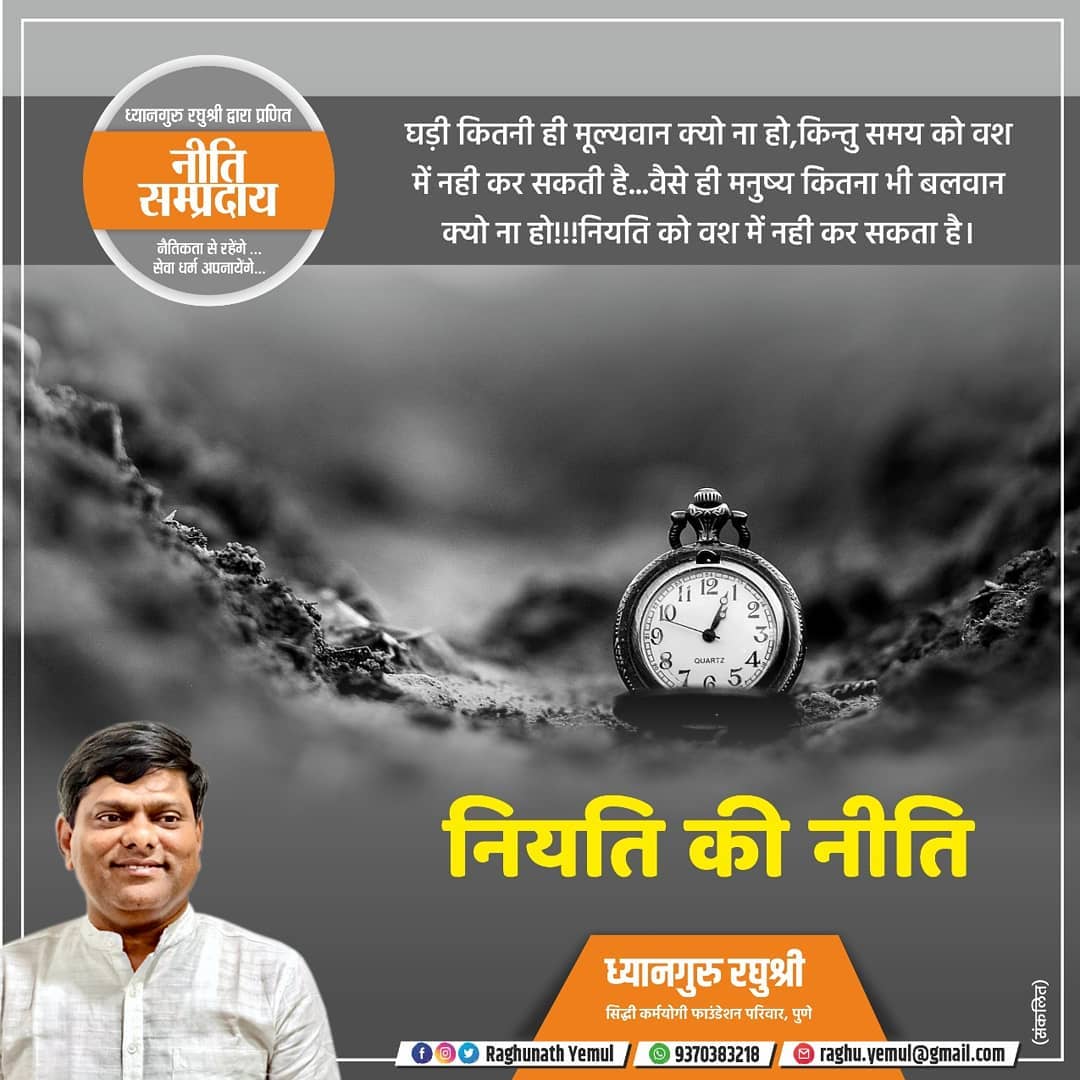 ध्यानगुरु रघुश्री द्वारा प्रणित
नीति
सम्प्रदाय
नैतिकता से रहेंगे ...
सेवा धर्म अपनायेंगे...
घड़ी कितनी ही मूल्यवान क्यो ना हो,किन्तु समय को वश
में नही कर सकती है...वैसे ही मनुष्य कितना भी बलवान
क्यो ना हो!!!नियति को वश में नही कर सकता है।
12
1
2
3
4
5
6
7
8
9
10
QUARTZ
नियति की नीति
ध्यानगुरु रघुश्री
सिद्धी कर्मयोगी फाउंडेशन परिवार, पुणे
(संकलित)
Raghunath Yemul
9370383218
raghu.yemul@gmail.com